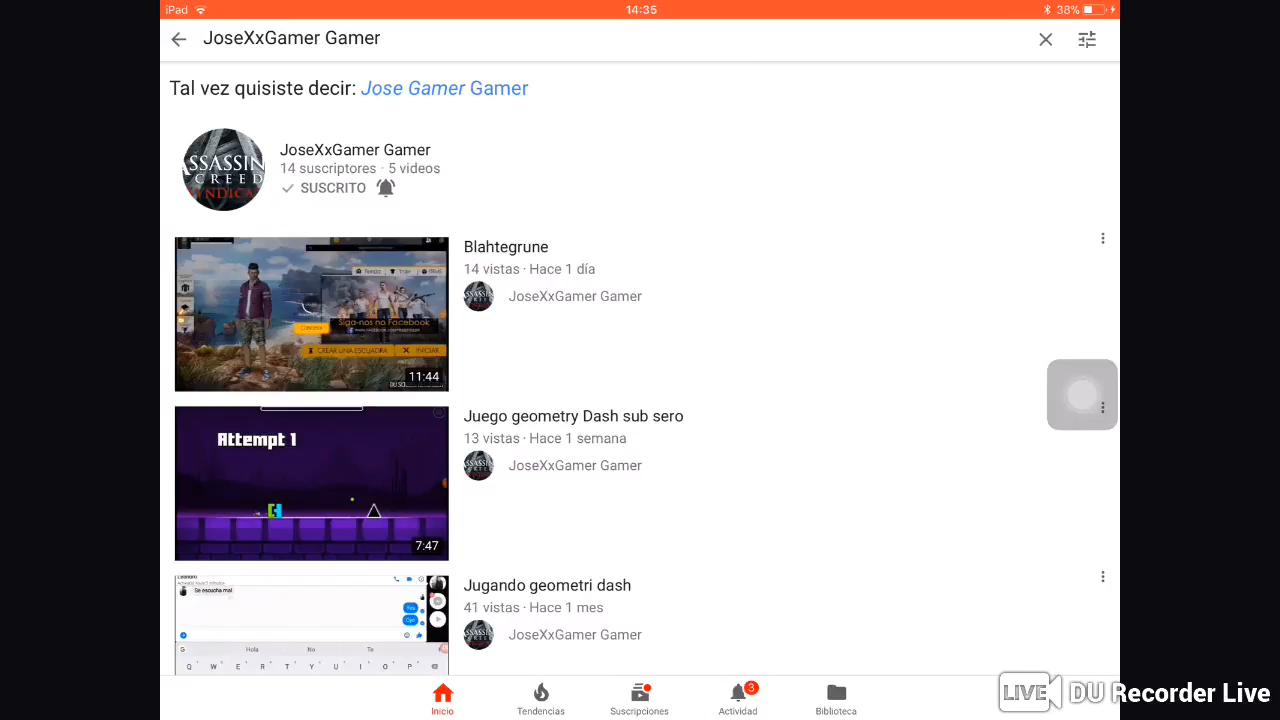 iPad 14:35 38%
JoseXxGamer Gamer
Tal vez quisiste decir: Jose Gamer Gamer
ASSASSIN
CREED
SYNDICA
JoseXxGamer Gamer
14 suscriptores · 5 videos
SUSCRITO
Siga-nos no Facebook
CREAR UNA ESCUADRA INICIAR
11:44
Blahtegrune
14 vistas · Hace 1 día
JoseXxGamer Gamer
Attempt 1
7:47
Juego geometry Dash sub sero
13 vistas · Hace 1 semana
JoseXxGamer Gamer
Se escucha mal
Hola No Te
Q W E R T Y U I O P
Jugando geometri dash
41 vistas · Hace 1 mes
JoseXxGamer Gamer
3
Inicio Tendencias Suscripciones Actividad Biblioteca
LIVE DU Recorder Live